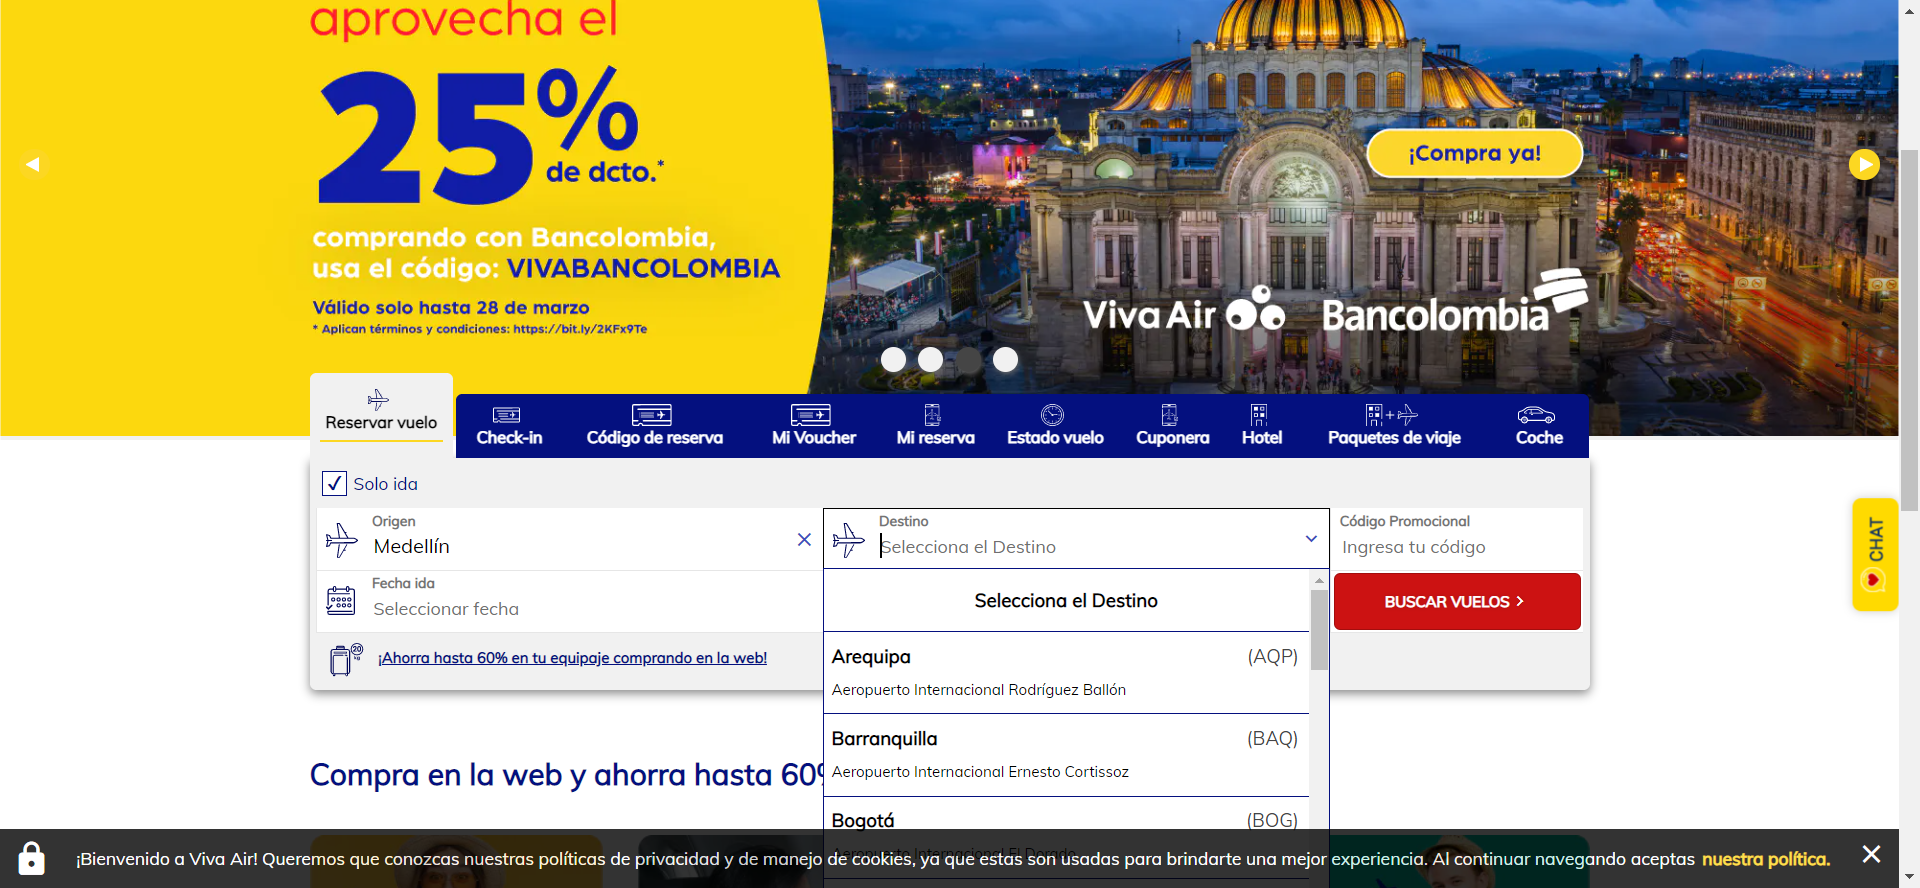 aprovecha el
25%
de dcto.*
comprando con Bancolombia,
usa el código: VIVABANCOLOMBIA
Válido solo hasta 28 de marzo
* Aplican términos y condiciones: https://bit.ly/2KFx9Te
¡Compra ya!
Viva Air
Bancolombia
Reservar vuelo
Check-in
Código de reserva
Mi Voucher
Mi reserva
Estado vuelo
Cuponera
Hotel
Paquetes de viaje
Coche
Solo ida
Origen
Medellín
Destino
Selecciona el Destino
Código Promocional
Ingresa tu código
Fecha ida
Seleccionar fecha
BUSCAR VUELOS
20
kg
¡Ahorra hasta 60% en tu equipaje comprando en la web!
Selecciona el Destino
Arequipa (AQP)
Aeropuerto Internacional Rodríguez Ballón
Barranquilla (BAQ)
Aeropuerto Internacional Ernesto Cortissoz
Bogotá (BOG)
Aeropuerto Internacional El Dorado
CHAT
Compra en la web y ahorra hasta 60%
¡Bienvenido a Viva Air! Queremos que conozcas nuestras políticas de privacidad y de manejo de cookies, ya que estas son usadas para brindarte una mejor experiencia. Al continuar navegando aceptas nuestra política.